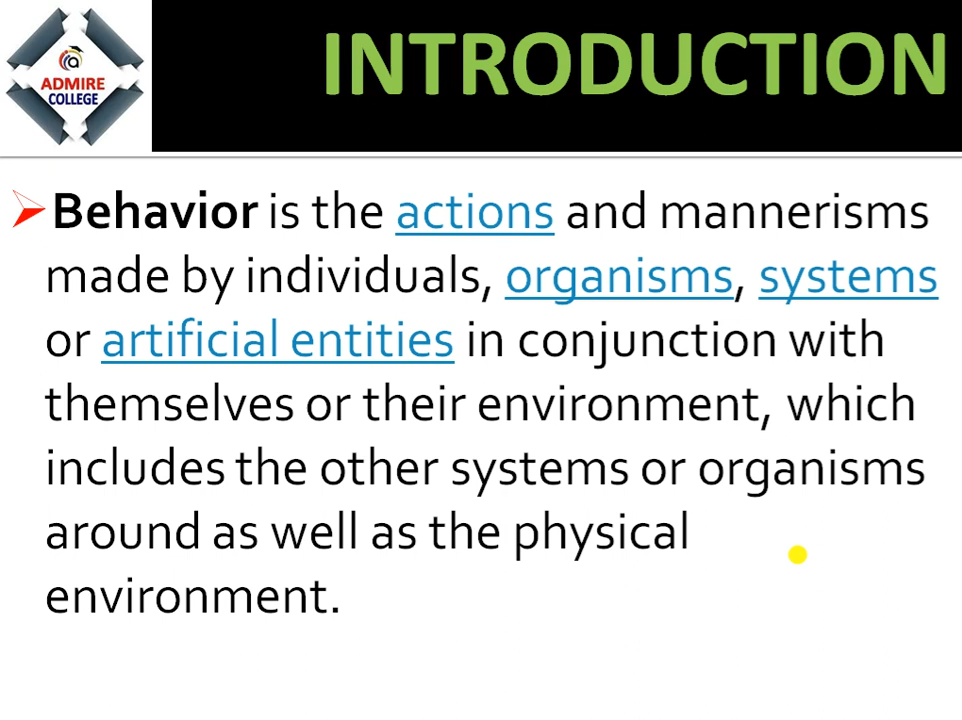 ADMIRE
COLLEGE
INTRODUCTION
Behavior is the actions and mannerisms
made by individuals, organisms, systems
or artificial entities in conjunction with
themselves or their environment, which
includes the other systems or organisms
around as well as the physical
environment.